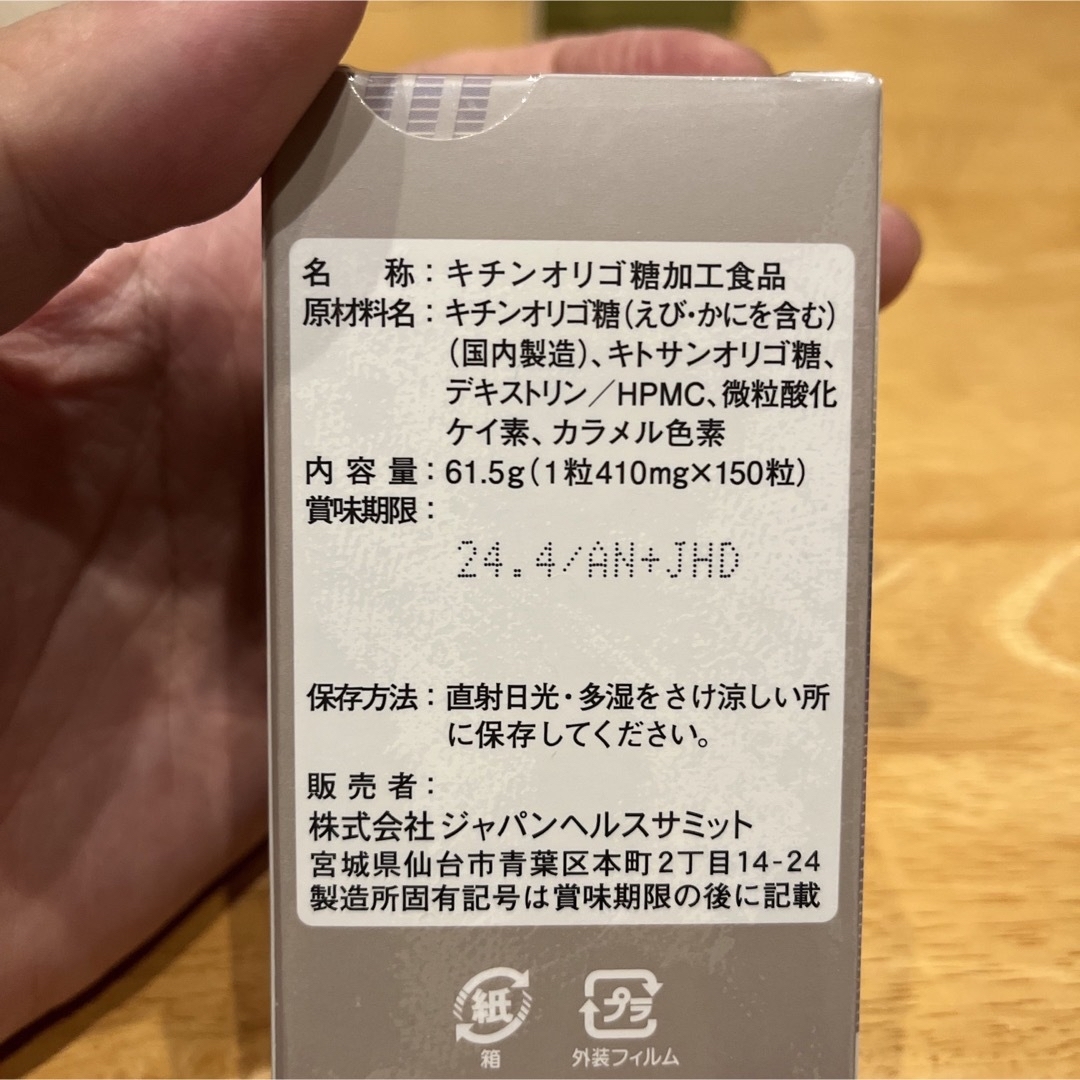 名 称：キチンオリゴ糖加工食品
原材料名：キチンオリゴ糖（えび・かにを含む）
（国内製造）、キトサンオリゴ糖、
デキストリン／HPMC、微粒酸化
ケイ素、カラメル色素
内容量：61.5g（1粒410mg×150粒）
賞味期限：
24.4/AN+JHD
保存方法：直射日光・多湿をさけ涼しい所
に保存してください。
販売者：
株式会社ジャパンヘルスサミット
宮城県仙台市青葉区本町2丁目14-24
製造所固有記号は賞味期限の後に記載
紙 プラ
箱 外装フィルム